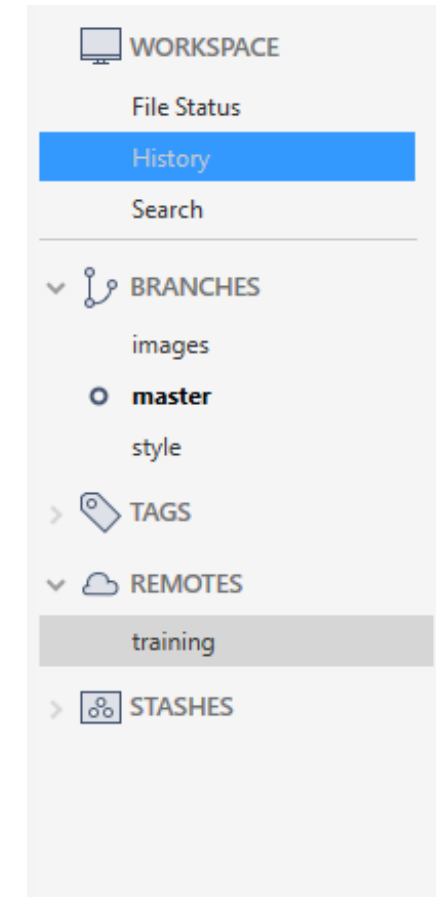 WORKSPACE
File Status
History
Search
BRANCHES
images
master
style
TAGS
REMOTES
training
STASHES